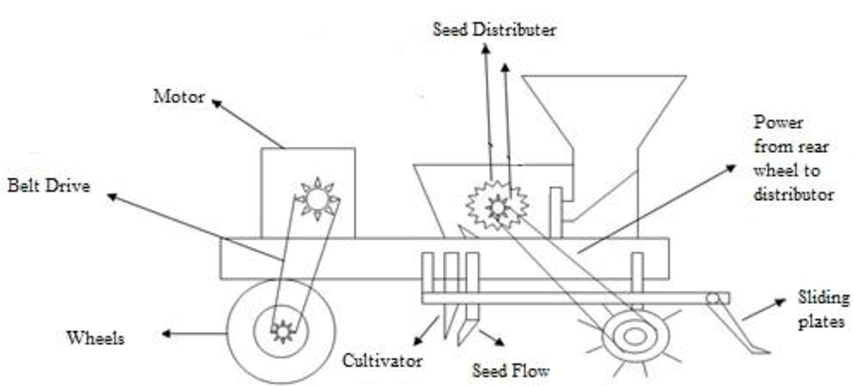 Seed Distributer
Motor
Power
from rear
wheel to
distributor
Belt Drive
Sliding
plates
Wheels
Cultivator
Seed Flow